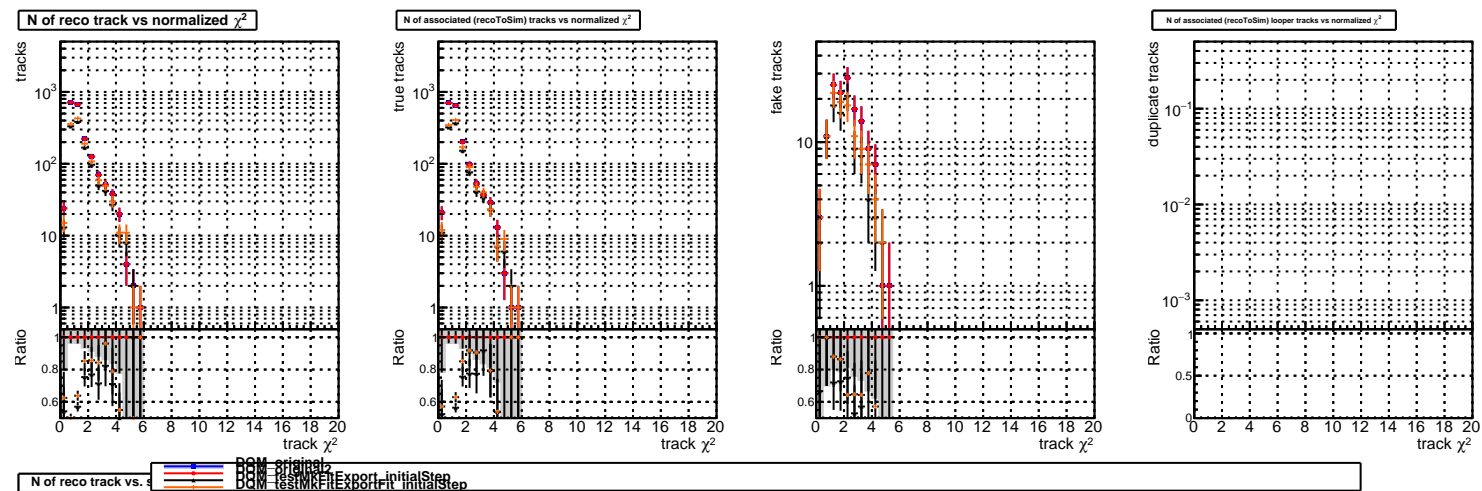 N of reco track vs normalized χ²
N of associated (recoToSim) tracks vs normalized χ²
N of associated (recoToSim) looper tracks vs normalized χ²
tracks
10³
10²
10
1
Ratio
1
0.8
0.6
0 2 4 6 8 10 12 14 16 18 20
track χ²
true tracks
10³
10²
10
1
Ratio
1
0.8
0.6
0 2 4 6 8 10 12 14 16 18 20
track χ²
fake tracks
10
1
Ratio
1
0.8
0.6
0 2 4 6 8 10 12 14 16 18 20
track χ²
duplicate tracks
10⁻¹
10⁻²
10⁻³
Ratio
1
0.5
0
0 2 4 6 8 10 12 14 16 18 20
track χ²
N of reco track vs.
DQM_original
DQM_original2
DQM_testMkFitExport_initialStep
DQM_testMkFitExportFit_initialStep